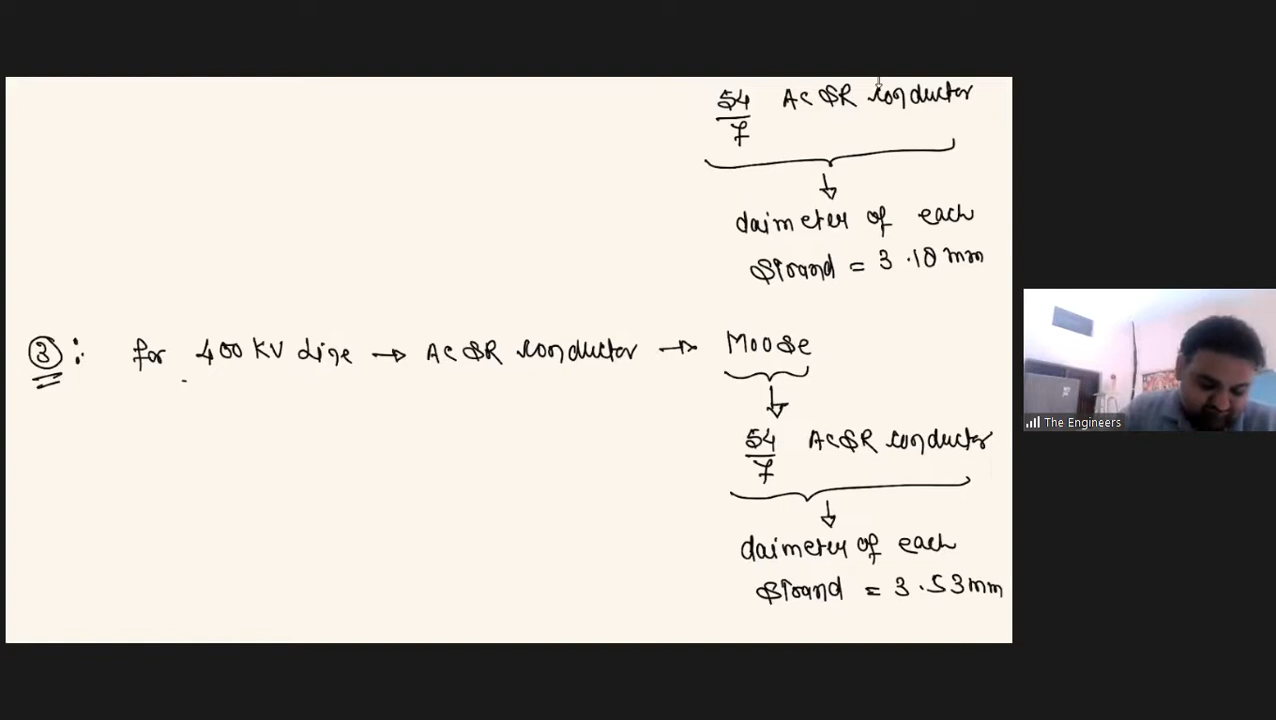 54/7 ACSR conductor
daimeter of each
strand = 3.18 mm
③: for 400 KV line → ACSR conductor → Moose
54/7 ACSR conductor
daimeter of each
strand = 3.53mm
The Engineers